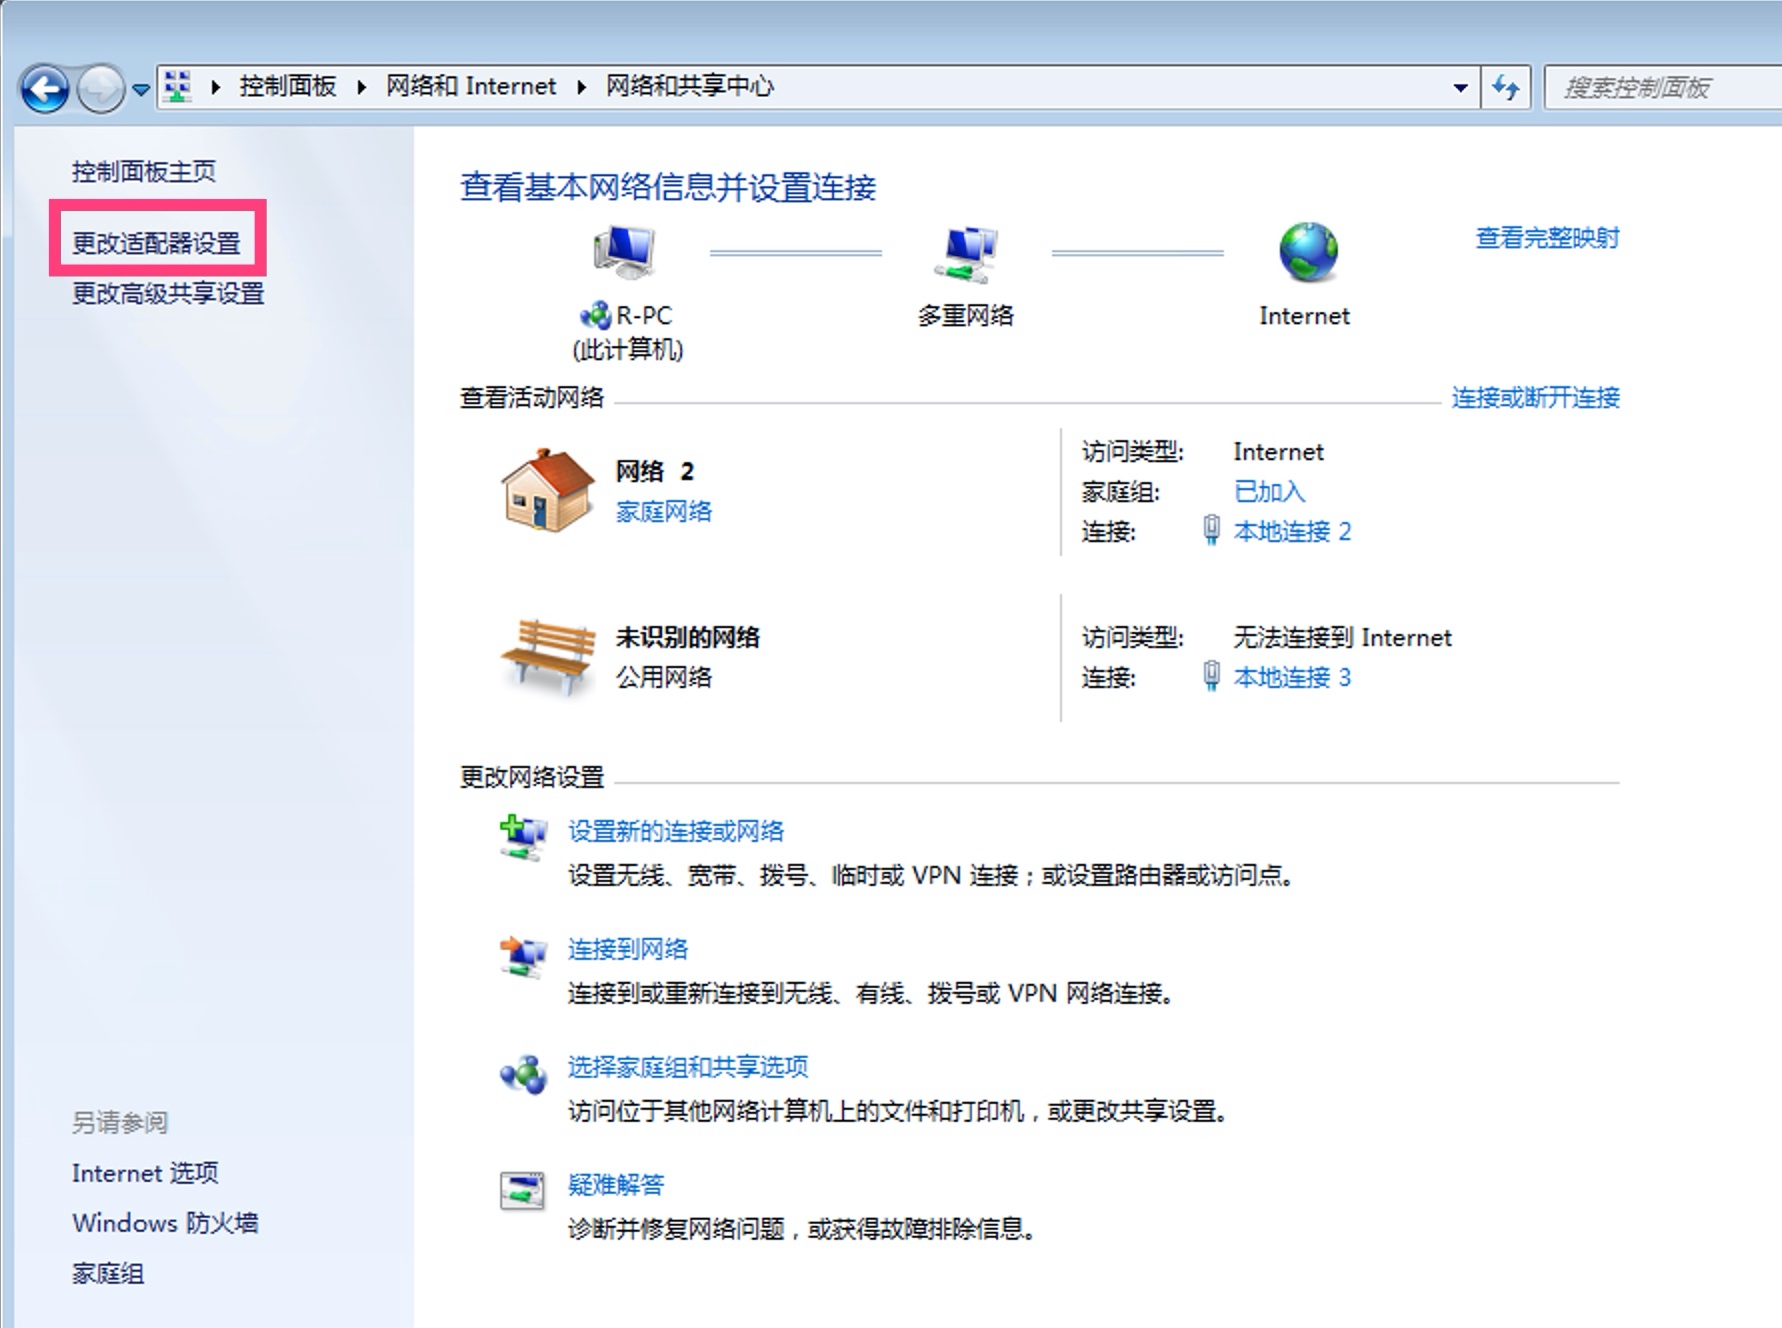 控制面板 网络和 Internet 网络和共享中心
搜索控制面板
控制面板主页
更改适配器设置
更改高级共享设置
另请参阅
Internet 选项
Windows 防火墙
家庭组
查看基本网络信息并设置连接
查看完整映射
R-PC
(此计算机)
多重网络
Internet
查看活动网络
连接或断开连接
网络 2
家庭网络
访问类型: Internet
家庭组: 已加入
连接: 本地连接 2
未识别的网络
公用网络
访问类型: 无法连接到 Internet
连接: 本地连接 3
更改网络设置
设置新的连接或网络
设置无线、宽带、拨号、临时或 VPN 连接；或设置路由器或访问点。
连接到网络
连接到或重新连接到无线、有线、拨号或 VPN 网络连接。
选择家庭组和共享选项
访问位于其他网络计算机上的文件和打印机，或更改共享设置。
疑难解答
诊断并修复网络问题，或获得故障排除信息。